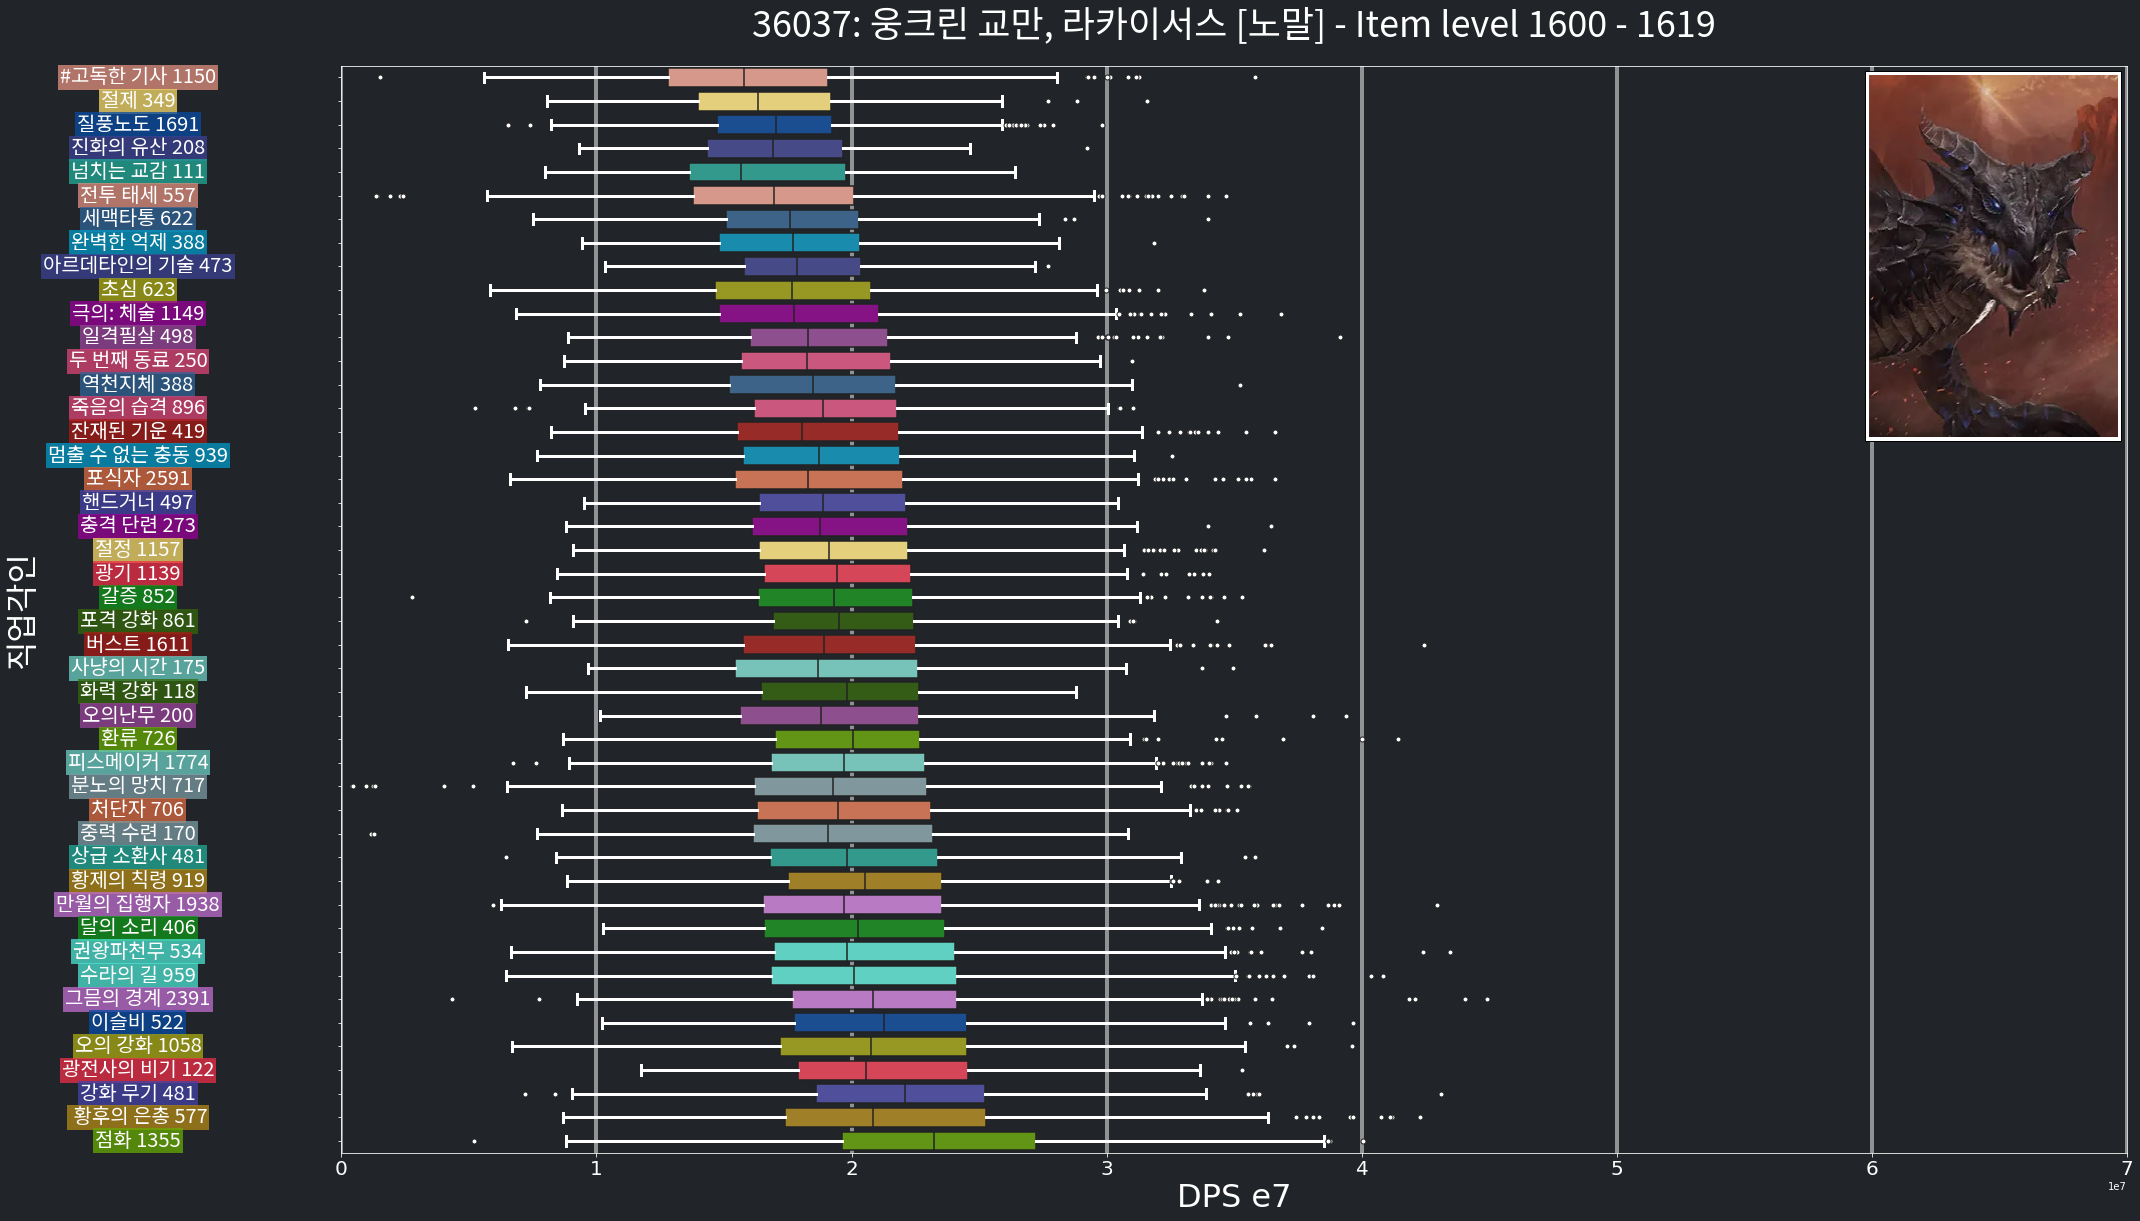 36037: 웅크린 교만, 라카이서스 [노말] - Item level 1600 - 1619
직업각인
#고독한 기사 1150
절제 349
질풍노도 1691
진화의 유산 208
넘치는 교감 111
전투 태세 557
세맥타통 622
완벽한 억제 388
아르데타인의 기술 473
초심 623
극의: 체술 1149
일격필살 498
두 번째 동료 250
역천지체 388
죽음의 습격 896
잔재된 기운 419
멈출 수 없는 충동 939
포식자 2591
핸드거너 497
충격 단련 273
절정 1157
광기 1139
갈증 852
포격 강화 861
버스트 1611
사냥의 시간 175
화력 강화 118
오의난무 200
환류 726
피스메이커 1774
분노의 망치 717
처단자 706
중력 수련 170
상급 소환사 481
황제의 칙령 919
만월의 집행자 1938
달의 소리 406
권왕파천무 534
수라의 길 959
그믐의 경계 2391
이슬비 522
오의 강화 1058
광전사의 비기 122
강화 무기 481
황후의 은총 577
점화 1355
0 1 2 3 4 5 6 7
1e7
DPS e7